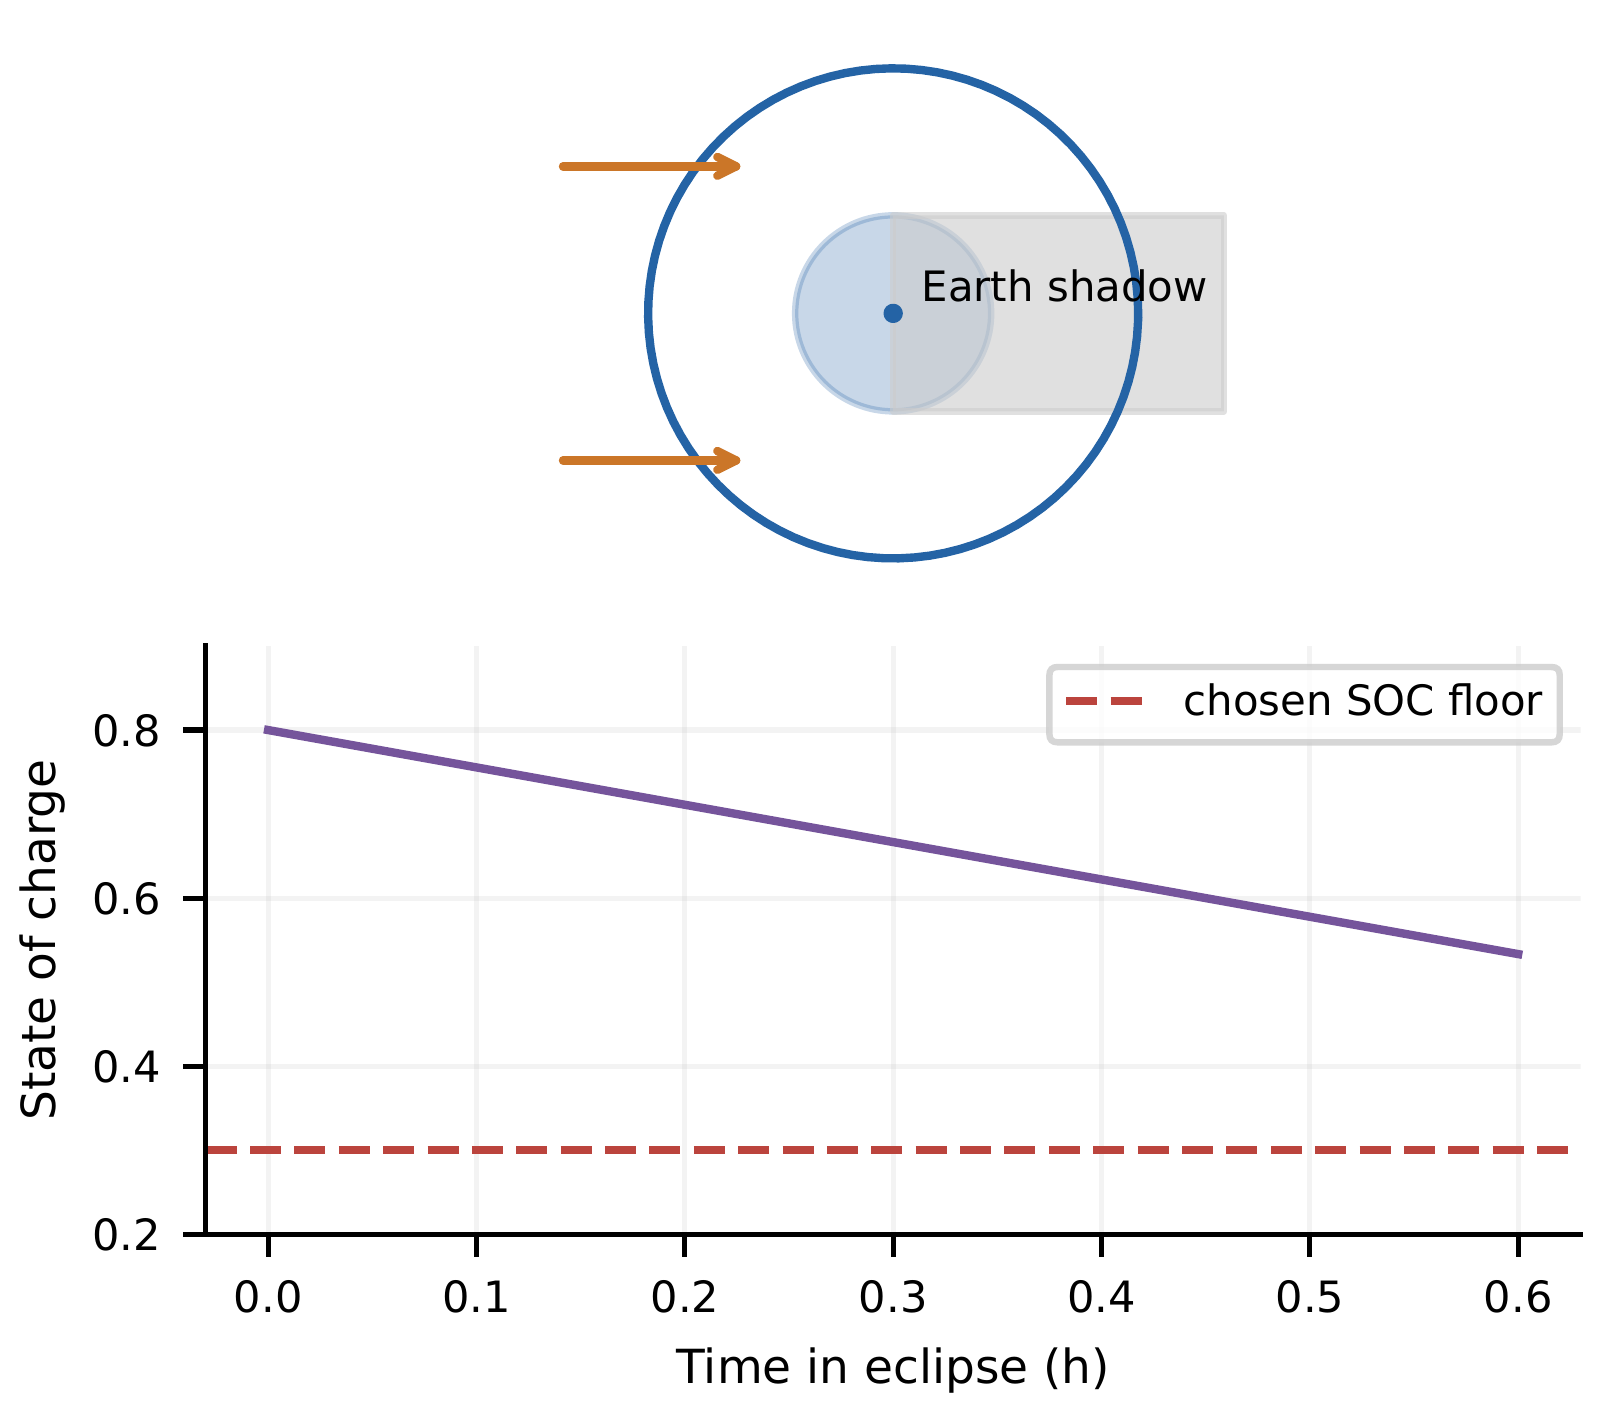 Earth shadow
chosen SOC floor
State of charge
0.8
0.6
0.4
0.2
0.0 0.1 0.2 0.3 0.4 0.5 0.6
Time in eclipse (h)